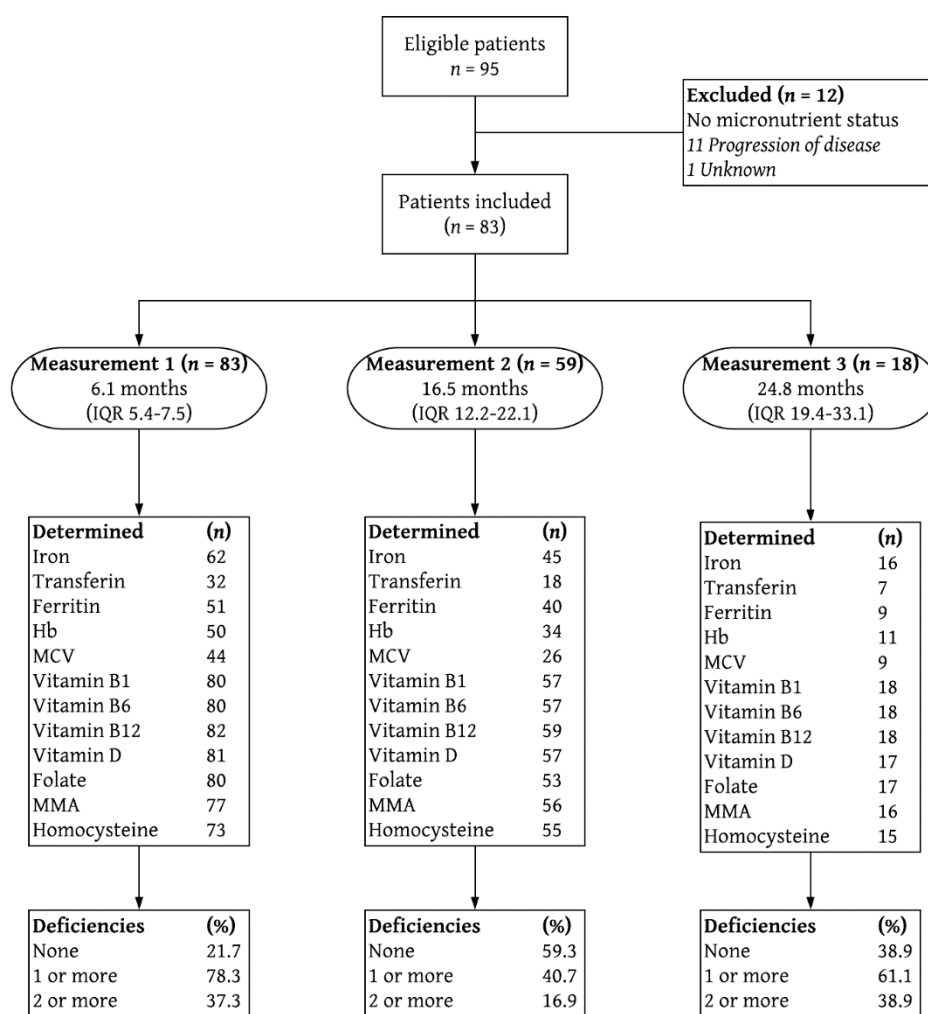 Eligible patients
n = 95
Excluded (n = 12)
No micronutrient status
11 Progression of disease
1 Unknown
Patients included
(n = 83)
Measurement 1 (n = 83)
6.1 months
(IQR 5.4-7.5)
Measurement 2 (n = 59)
16.5 months
(IQR 12.2-22.1)
Measurement 3 (n = 18)
24.8 months
(IQR 19.4-33.1)
Determined (n)
Iron 62
Transferin 32
Ferritin 51
Hb 50
MCV 44
Vitamin B1 80
Vitamin B6 80
Vitamin B12 82
Vitamin D 81
Folate 80
MMA 77
Homocysteine 73
Determined (n)
Iron 45
Transferin 18
Ferritin 40
Hb 34
MCV 26
Vitamin B1 57
Vitamin B6 57
Vitamin B12 59
Vitamin D 57
Folate 53
MMA 56
Homocysteine 55
Determined (n)
Iron 16
Transferin 7
Ferritin 9
Hb 11
MCV 9
Vitamin B1 18
Vitamin B6 18
Vitamin B12 18
Vitamin D 17
Folate 17
MMA 16
Homocysteine 15
Deficiencies (%)
None 21.7
1 or more 78.3
2 or more 37.3
Deficiencies (%)
None 59.3
1 or more 40.7
2 or more 16.9
Deficiencies (%)
None 38.9
1 or more 61.1
2 or more 38.9